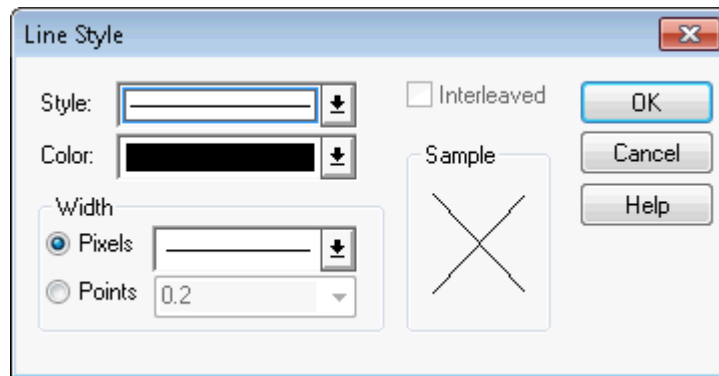 Line Style
Style:
Interleaved
OK
Color:
Sample
Cancel
Width
Help
Pixels
Points
0.2